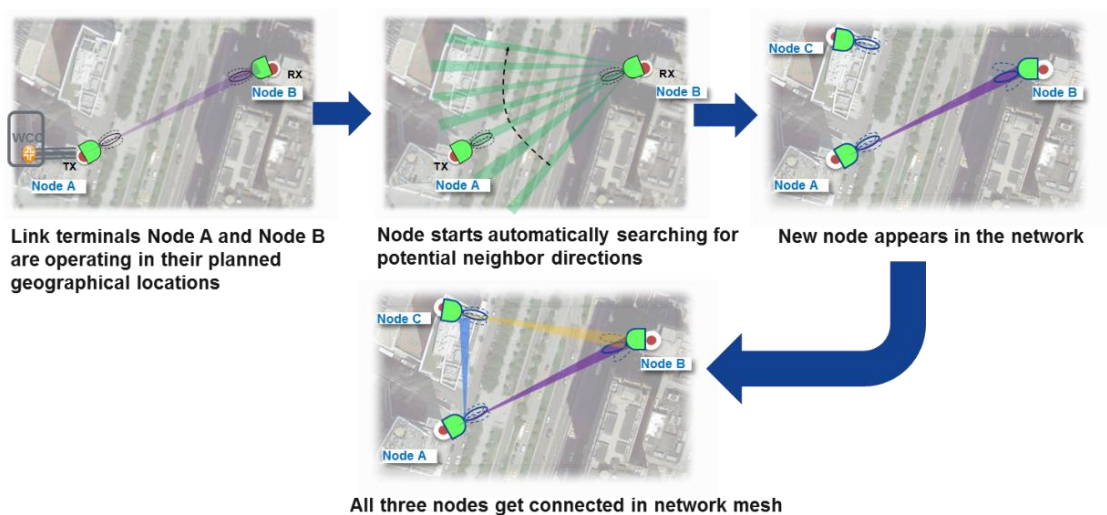 WCC
TX
Node A
RX
Node B
Link terminals Node A and Node B
are operating in their planned
geographical locations
TX
Node A
RX
Node B
Node starts automatically searching for
potential neighbor directions
Node C
Node B
Node A
New node appears in the network
Node C
Node B
Node A
All three nodes get connected in network mesh